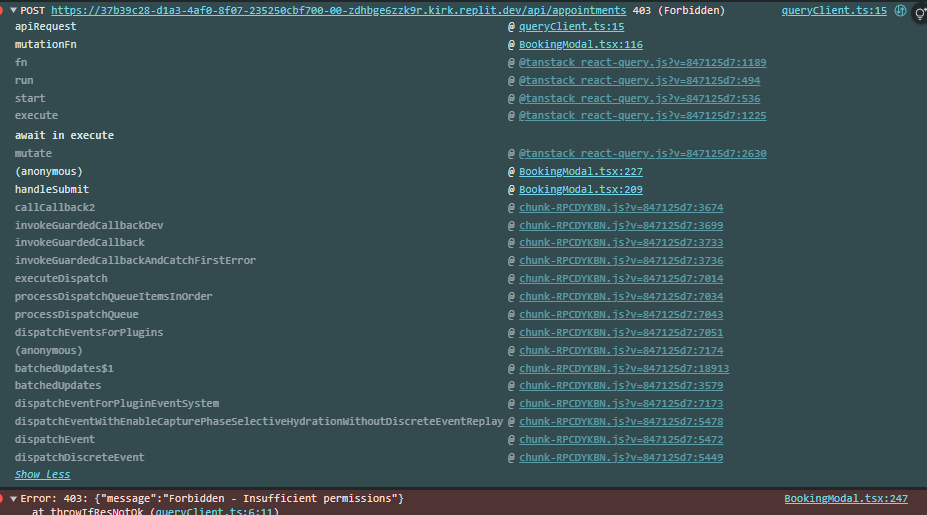 POST https://37b39c28-d1a3-4af0-8f07-235250cbf700-00-zdhbge6zzk9r.kirk.replit.dev/api/appointments 403 (Forbidden) queryClient.ts:15
apiRequest @ queryClient.ts:15
mutationFn @ BookingModal.tsx:116
fn @ @tanstack_react-query.js?v=847125d7:1189
run @ @tanstack_react-query.js?v=847125d7:494
start @ @tanstack_react-query.js?v=847125d7:536
execute @ @tanstack_react-query.js?v=847125d7:1225
await in execute
mutate @ @tanstack_react-query.js?v=847125d7:2630
(anonymous) @ BookingModal.tsx:227
handleSubmit @ BookingModal.tsx:209
callCallback2 @ chunk-RPCDYKBN.js?v=847125d7:3674
invokeGuardedCallbackDev @ chunk-RPCDYKBN.js?v=847125d7:3699
invokeGuardedCallback @ chunk-RPCDYKBN.js?v=847125d7:3733
invokeGuardedCallbackAndCatchFirstError @ chunk-RPCDYKBN.js?v=847125d7:3736
executeDispatch @ chunk-RPCDYKBN.js?v=847125d7:7014
processDispatchQueueItemsInOrder @ chunk-RPCDYKBN.js?v=847125d7:7034
processDispatchQueue @ chunk-RPCDYKBN.js?v=847125d7:7043
dispatchEventsForPlugins @ chunk-RPCDYKBN.js?v=847125d7:7051
(anonymous) @ chunk-RPCDYKBN.js?v=847125d7:7174
batchedUpdates$1 @ chunk-RPCDYKBN.js?v=847125d7:18913
batchedUpdates @ chunk-RPCDYKBN.js?v=847125d7:3579
dispatchEventForPluginEventSystem @ chunk-RPCDYKBN.js?v=847125d7:7173
dispatchEventWithEnableCapturePhaseSelectiveHydrationWithoutDiscreteEventReplay @ chunk-RPCDYKBN.js?v=847125d7:5478
dispatchEvent @ chunk-RPCDYKBN.js?v=847125d7:5472
dispatchDiscreteEvent @ chunk-RPCDYKBN.js?v=847125d7:5449
Show less
Error: 403: {"message":"Forbidden - Insufficient permissions"} BookingModal.tsx:247
at throwIfResNotOk (queryClient.ts:6:11)